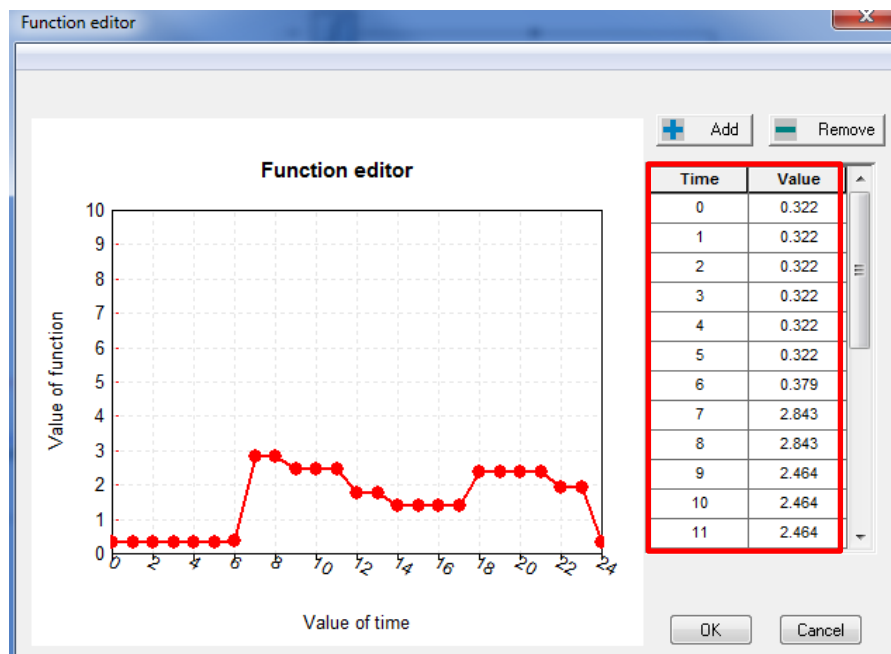 Function editor
Add Remove
Function editor
Value of function
10
9
8
7
6
5
4
3
2
1
0
0 2 4 6 8 10 12 14 16 18 20 22 24
Value of time
Time Value
0 0.322
1 0.322
2 0.322
3 0.322
4 0.322
5 0.322
6 0.379
7 2.843
8 2.843
9 2.464
10 2.464
11 2.464
OK Cancel